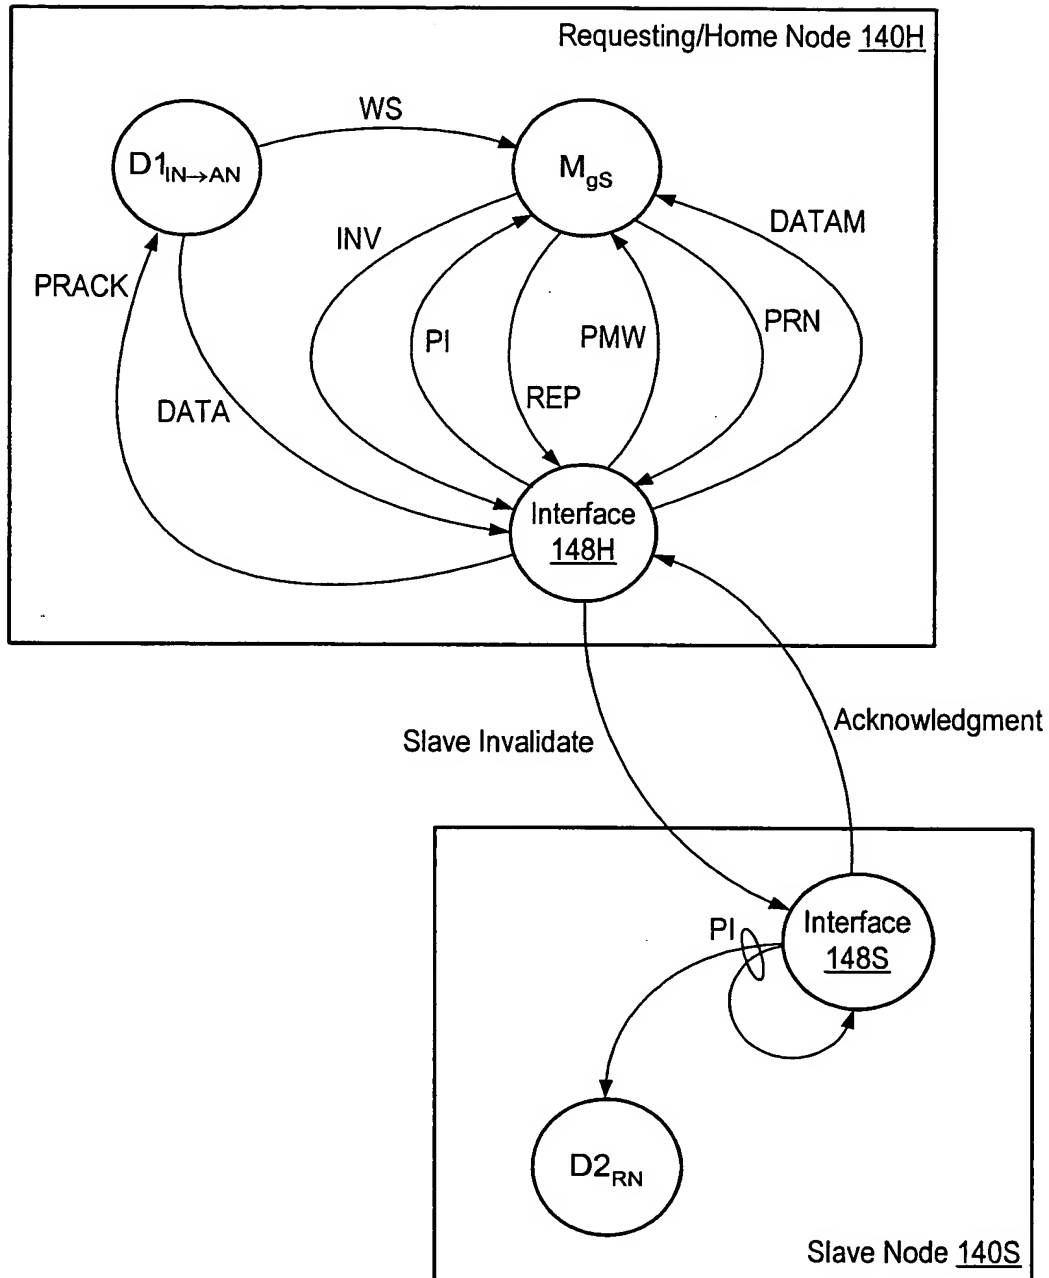 Requesting/Home Node 140H
WS
D1IN→AN
MgS
INV
DATAM
PRACK
PI
PMW
PRN
REP
DATA
Interface
148H
Slave Invalidate
Acknowledgment
PI
Interface
148S
D2RN
Slave Node 140S